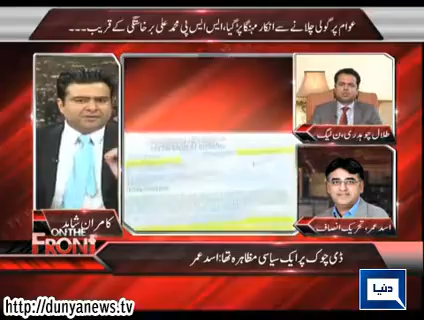 عوام پر گولی چلانے سے انکار مہنگا پڑ گیا، ایس ایس پی محمد علی برخاستگی کے قریب ۔۔۔
طلال چوہدری، ن لیگ
کامران شاہد
اسد عمر، تحریک انصاف
ON THE
FRONT
ڈی چوک پر ایک سیاسی مظاہرہ تھا: اسد عمر
دنیا
http://dunyanews.tv